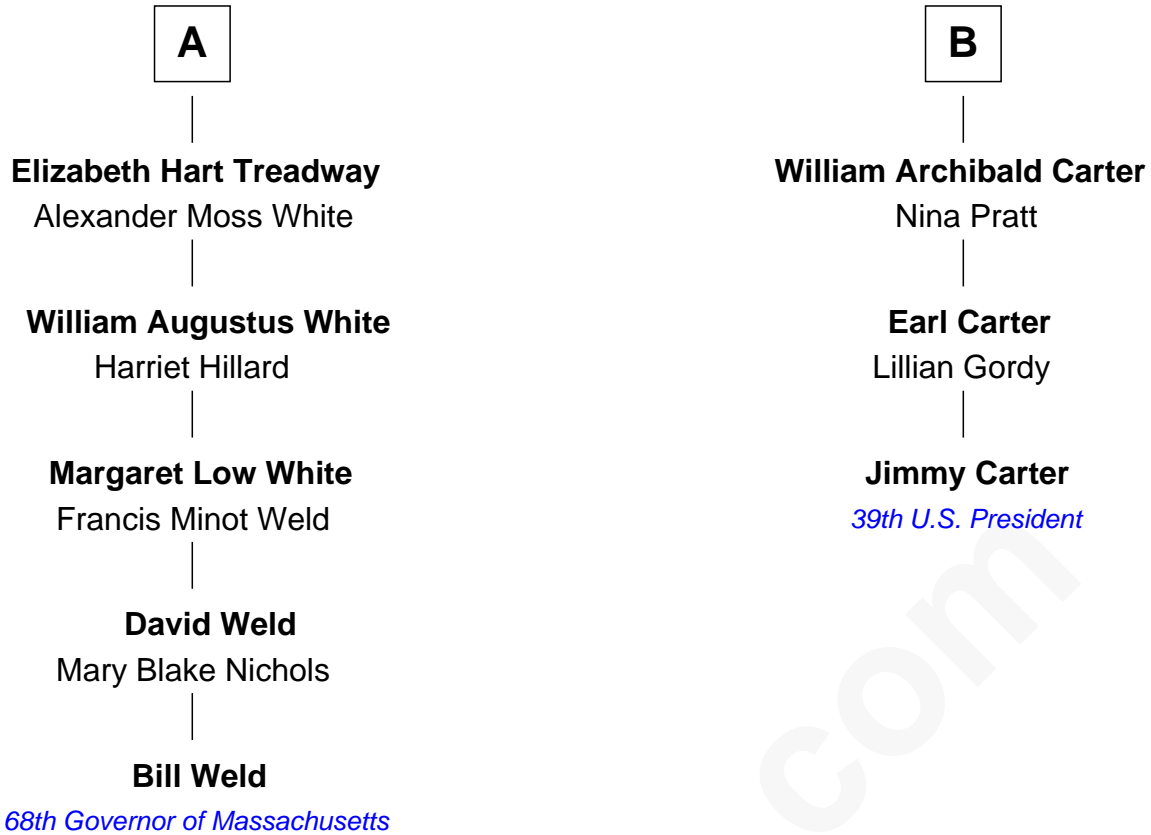 A
Elizabeth Hart Treadway
Alexander Moss White
William Augustus White
Harriet Hillard
Margaret Low White
Francis Minot Weld
David Weld
Mary Blake Nichols
Bill Weld
68th Governor of Massachusetts
B
William Archibald Carter
Nina Pratt
Earl Carter
Lillian Gordy
Jimmy Carter
39th U.S. President
com